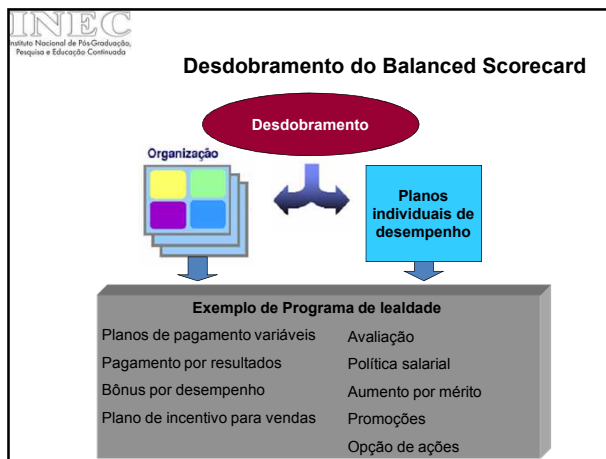 INEC
Instituto Nacional de Pós-Graduação,
Pesquisa e Educação Continuada
Desdobramento do Balanced Scorecard
Desdobramento
Organização
Planos
individuais de
desempenho
Exemplo de Programa de lealdade
Planos de pagamento variáveis
Pagamento por resultados
Bônus por desempenho
Plano de incentivo para vendas
Avaliação
Política salarial
Aumento por mérito
Promoções
Opção de ações